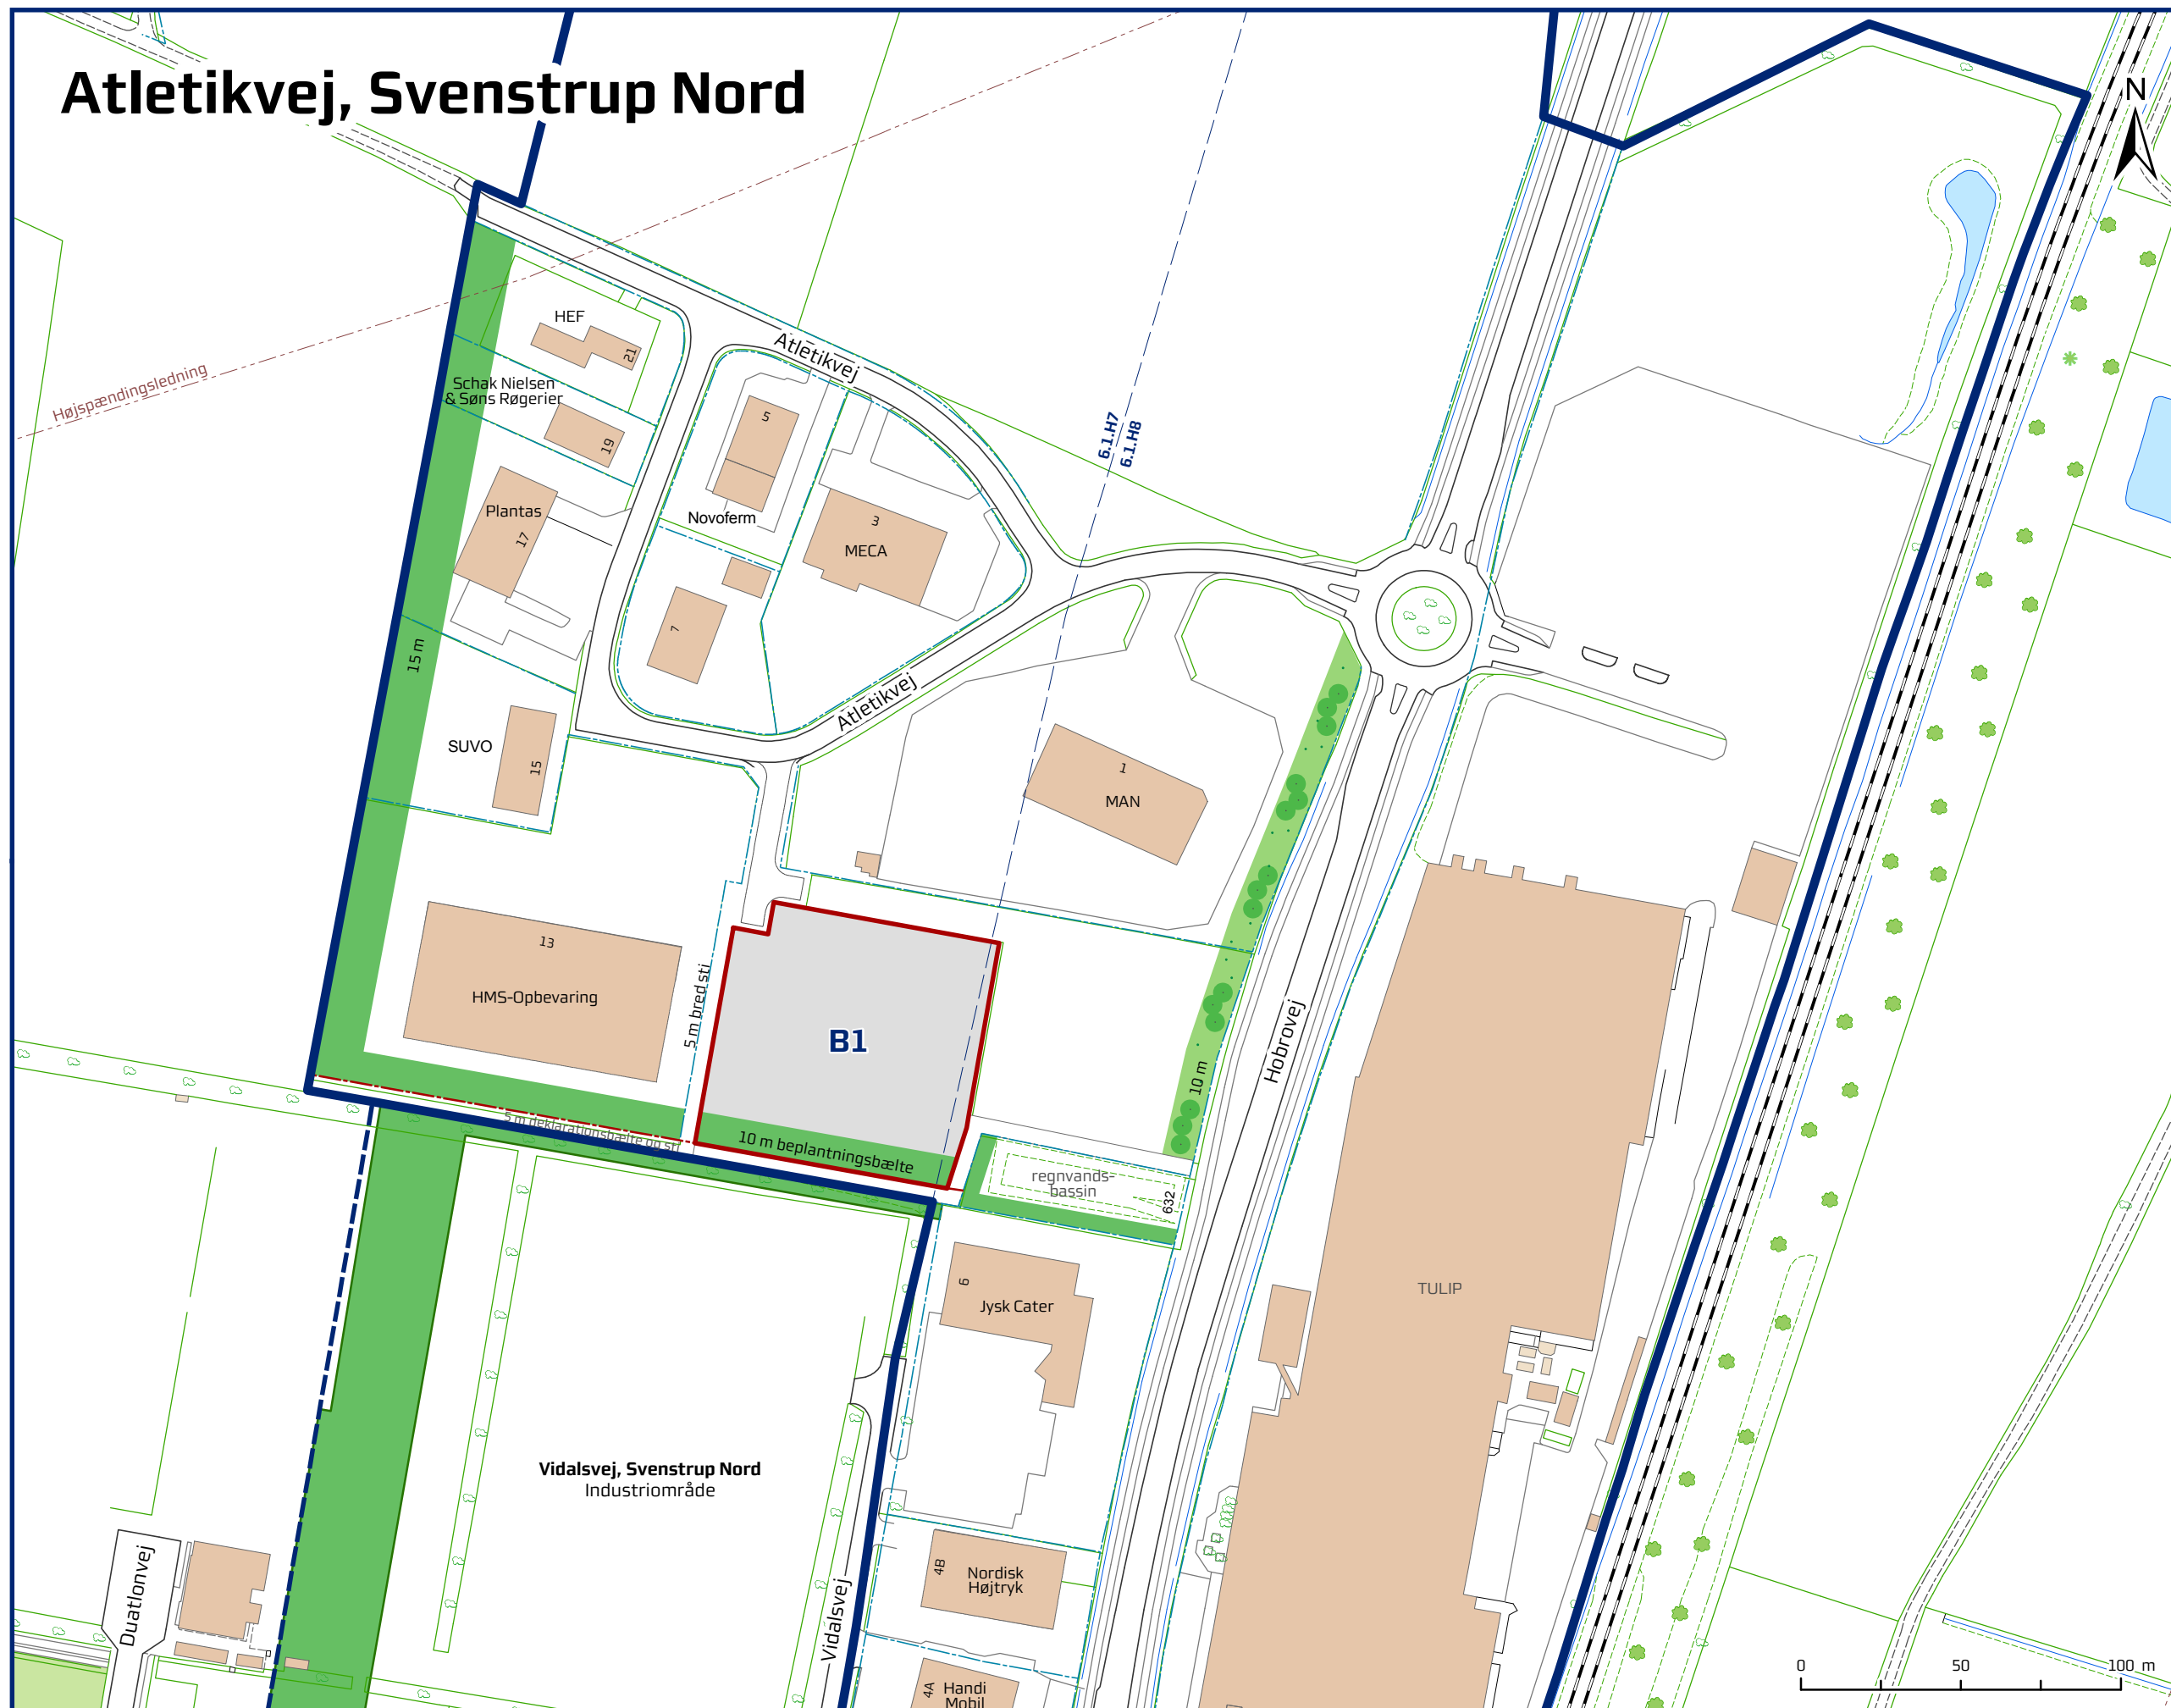 Atletikvej, Svenstrup Nord
N
Højspændingsledning
HEF
21
Atletikvej
Schak Nielsen
& Søns Røgerier
19
5
6.1.H7
6.1.H8
Plantas
17
Novoferm
3
MECA
7
15 m
Atletikvej
SUVO
15
1
MAN
13
HMS-Opbevaring
5 m bred sti
B1
Hobrovej
10 m
5 m deklarationsbælte og sti
10 m beplantningsbælte
regnvands-
bassin
632
6
Jysk Cater
TULIP
Vidalsvej, Svenstrup Nord
Industriområde
4B
Nordisk
Højtryk
Duatlonvej
Vidalsvej
4A
Handi
Mobil
0 50 100 m